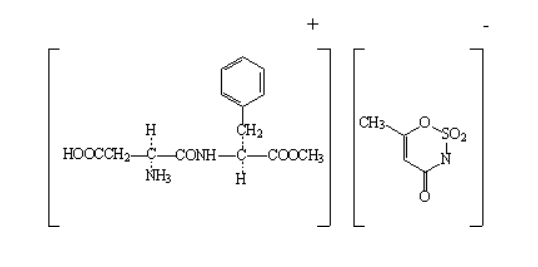 + -
CH₂
CH₃ O SO₂
H
HOOCCH₂ C CONH C COOCH₃ N
NH₃ H
O